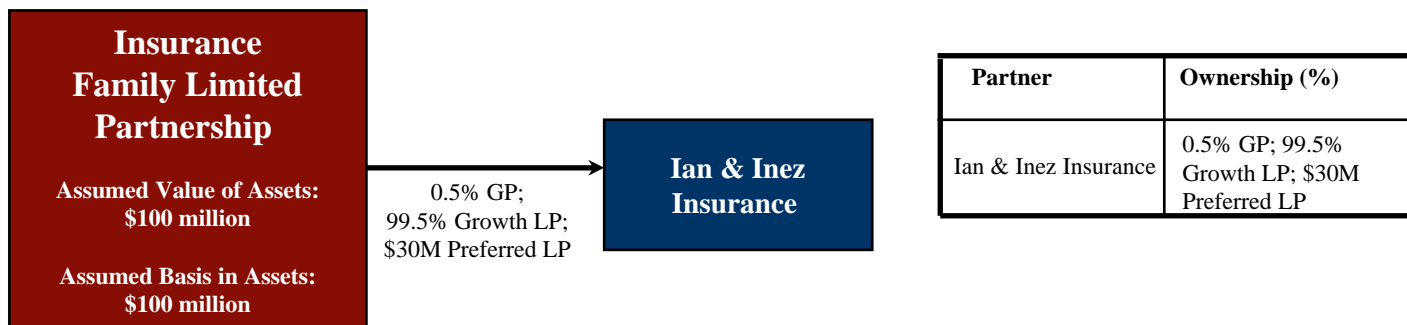 Insurance
Family Limited
Partnership
Assumed Value of Assets:
$100 million
Assumed Basis in Assets:
$100 million
0.5% GP;
99.5% Growth LP;
$30M Preferred LP
Ian & Inez
Insurance
Partner Ownership (%)
Ian & Inez Insurance
0.5% GP; 99.5%
Growth LP; $30M
Preferred LP